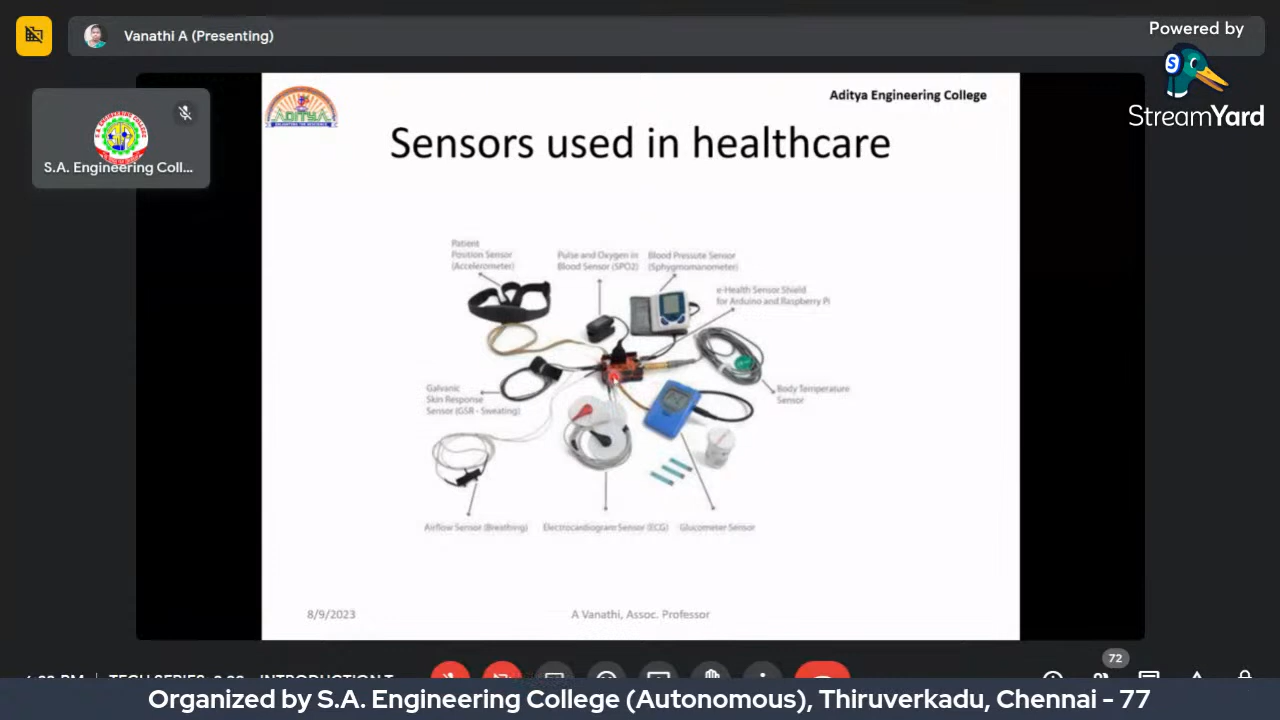 Vanathi A (Presenting)
Powered by
StreamYard
S.A. Engineering Coll...
Aditya Engineering College
ADITYA
Sensors used in healthcare
Patient
Position Sensor
(Accelerometer)
Pulse and Oxygen in
Blood Sensor (SPO2)
Blood Pressute Sensor
(Sphygmomanometer)
e-Health Sensor Shield
for Arduino and Raspberry Pi
Galvanic
Skin Response
Sensor (GSR - Sweating)
Body Temperature
Sensor
Airflow Sensor (Breathing)
Electrocardiogram Sensor (ECG)
Glucometer Sensor
8/9/2023
A Vanathi, Assoc. Professor
72
Organized by S.A. Engineering College (Autonomous), Thiruverkadu, Chennai - 77